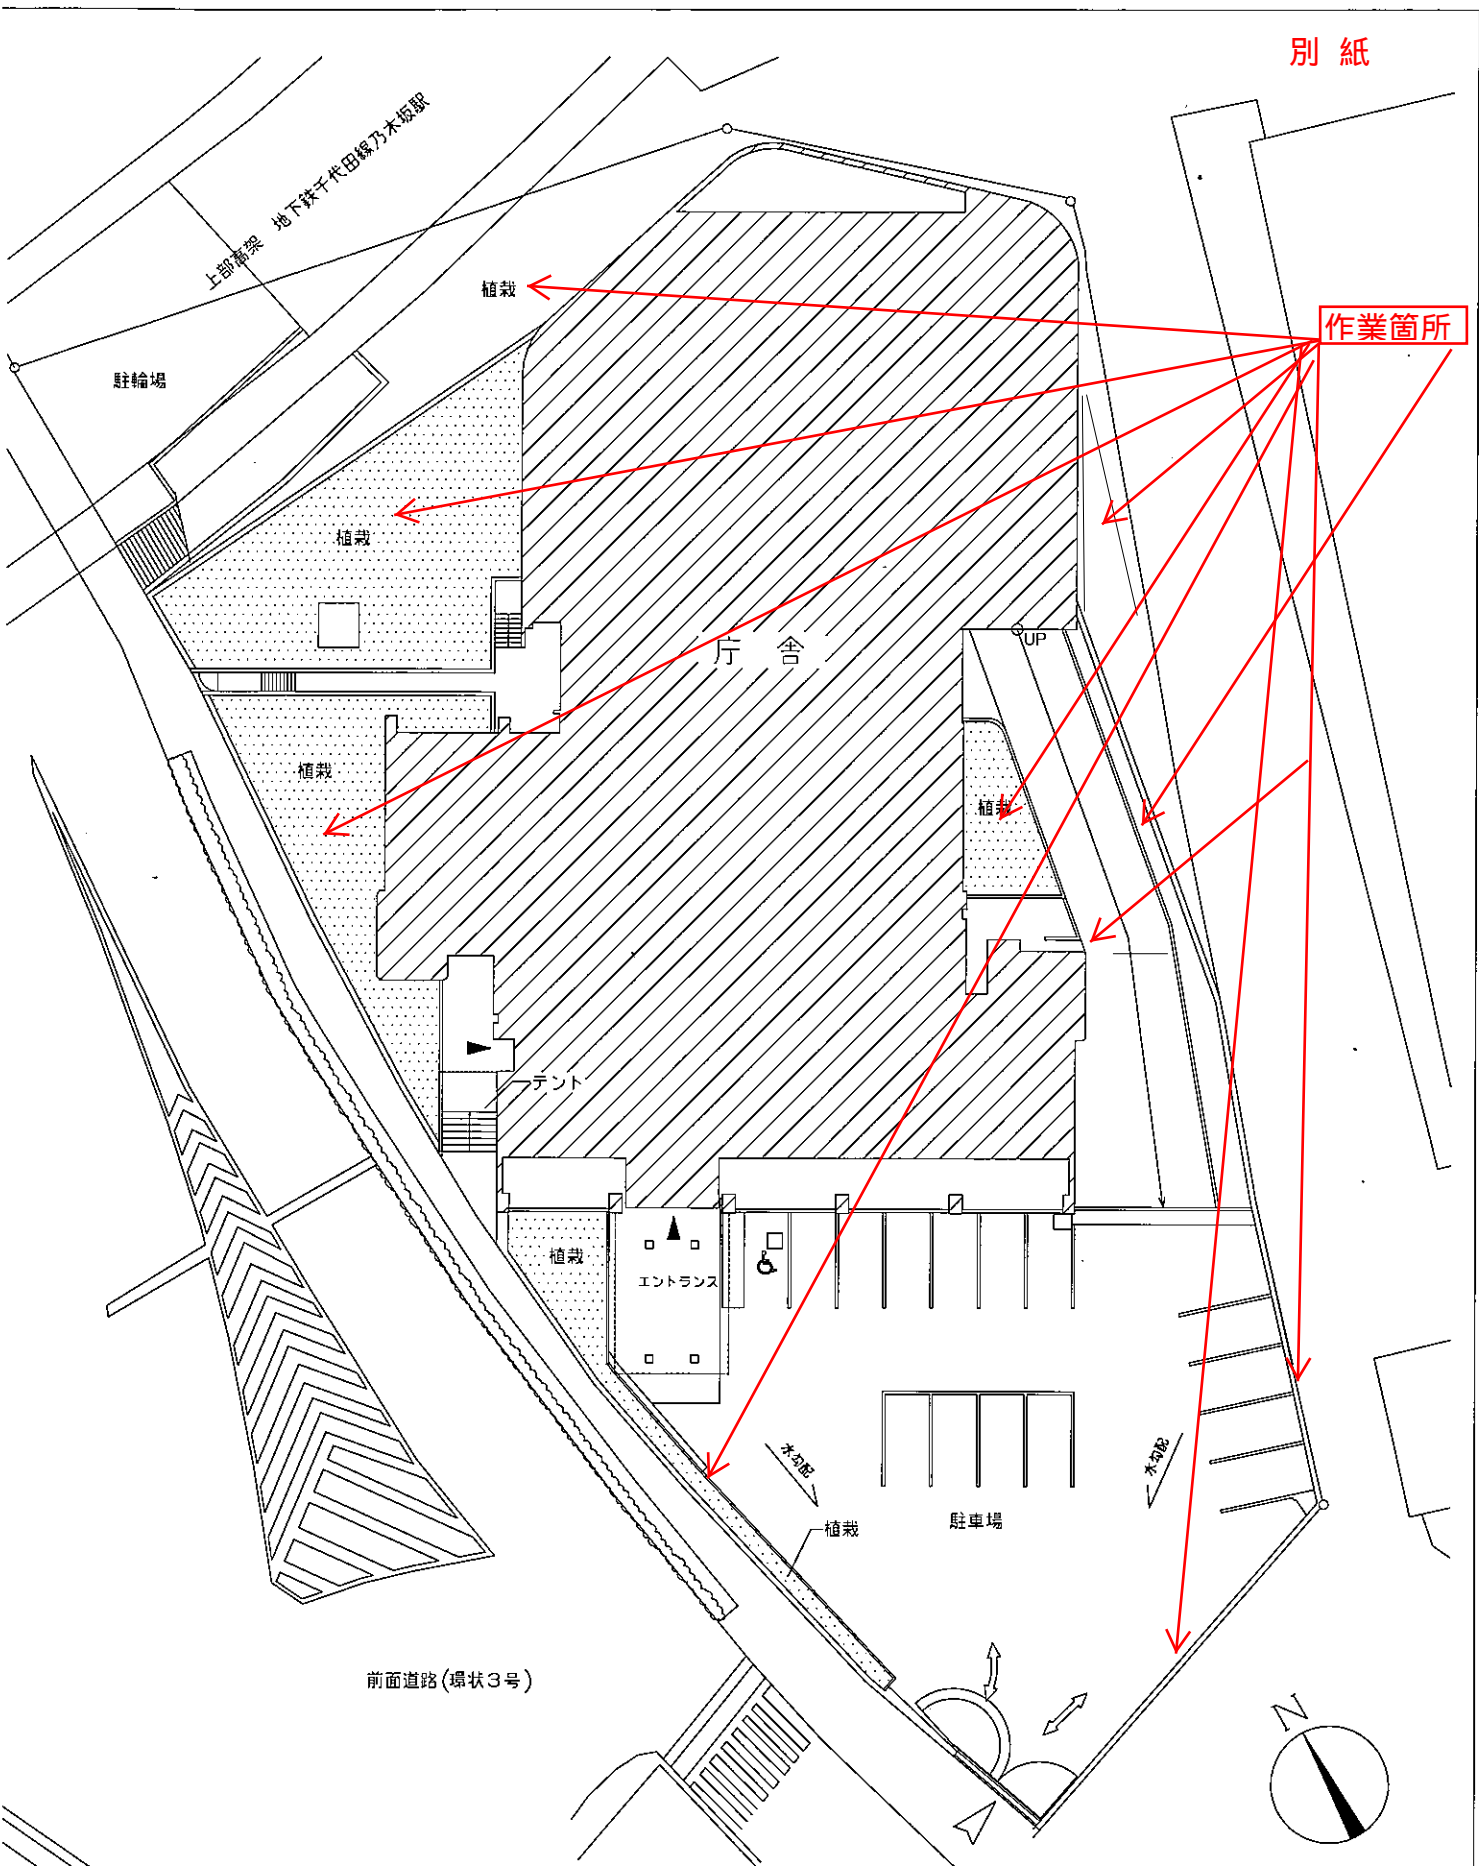 別 紙
上部高架 地下鉄千代田線乃木坂駅
植栽
作業箇所
駐輪場
植栽
庁 舎
UP
植栽
植栽
テント
植栽
エントランス
水勾配
水勾配
植栽
駐車場
前面道路(環状3号)
N